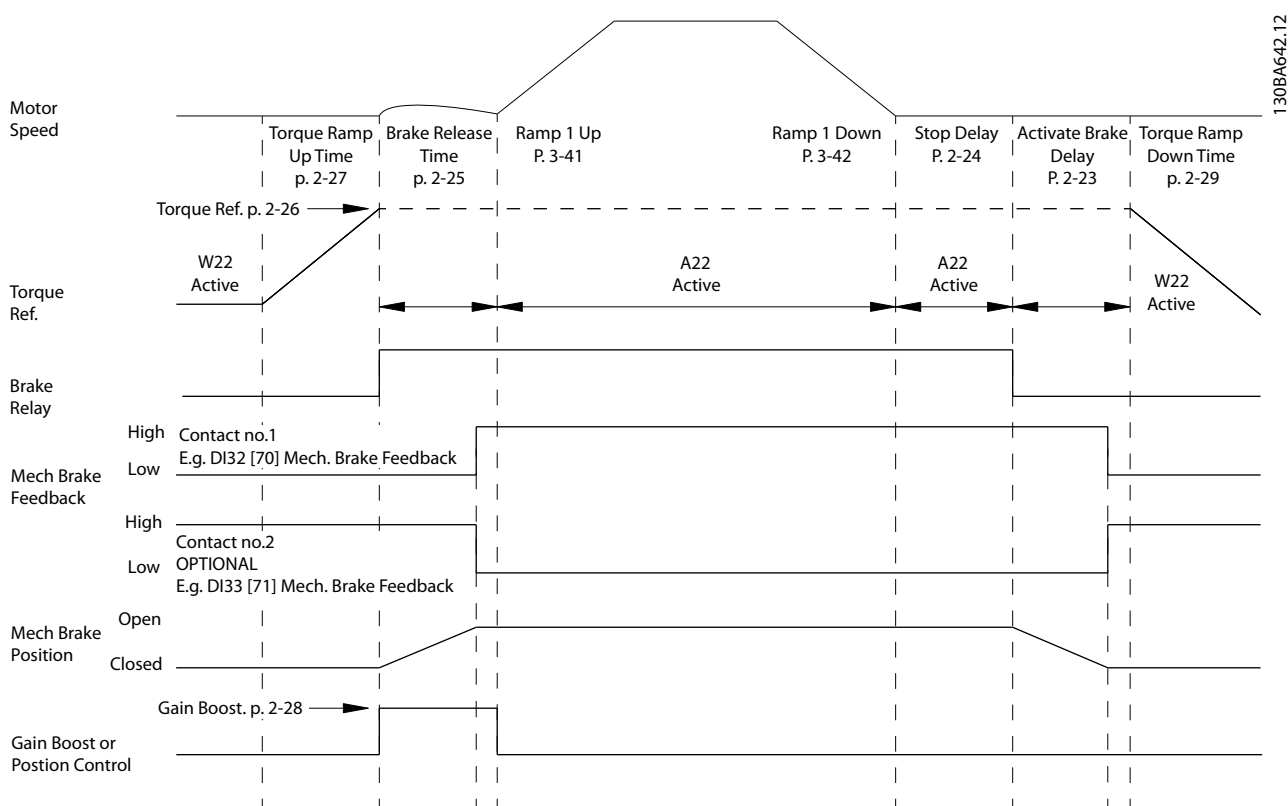 130BA642.12
Motor
Speed
Torque Ramp
Up Time
p. 2-27
Brake Release
Time
p. 2-25
Ramp 1 Up
P. 3-41
Ramp 1 Down
P. 3-42
Stop Delay
P. 2-24
Activate Brake
Delay
P. 2-23
Torque Ramp
Down Time
p. 2-29
Torque Ref. p. 2-26
W22
Active
A22
Active
A22
Active
W22
Active
Torque
Ref.
Brake
Relay
Mech Brake
Feedback
High
Contact no.1
E.g. DI32 [70] Mech. Brake Feedback
Low
High
Contact no.2
Low
OPTIONAL
E.g. DI33 [71] Mech. Brake Feedback
Mech Brake
Position
Open
Closed
Gain Boost. p. 2-28
Gain Boost or
Postion Control